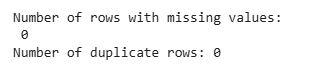 Number of rows with missing values:
 0
Number of duplicate rows: 0